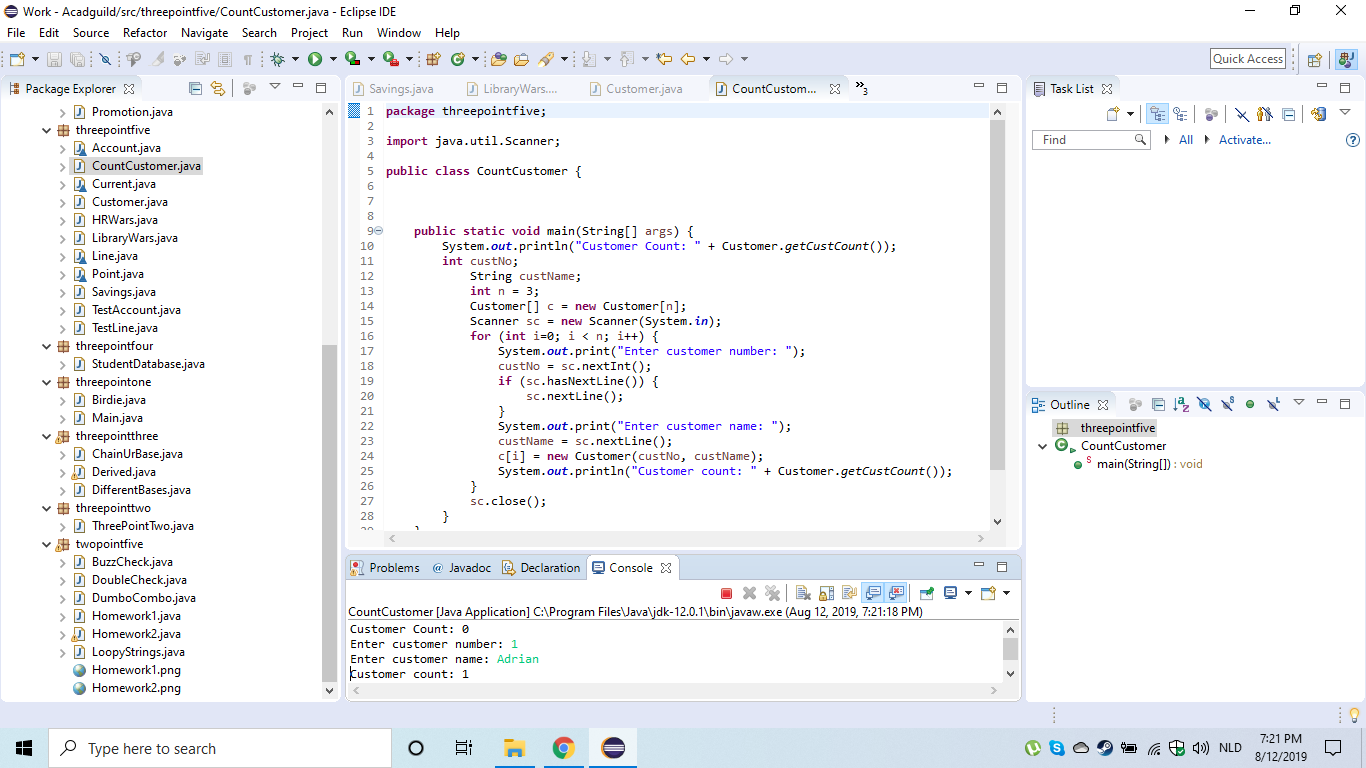 Work - Acadguild/src/threepointfive/CountCustomer.java - Eclipse IDE
File Edit Source Refactor Navigate Search Project Run Window Help
Quick Access
Package Explorer
Promotion.java
threepointfive
Account.java
CountCustomer.java
Current.java
Customer.java
HRWars.java
LibraryWars.java
Line.java
Point.java
Savings.java
TestAccount.java
TestLine.java
threepointfour
StudentDatabase.java
threepointone
Birdie.java
Main.java
threepointthree
ChainUrBase.java
Derived.java
DifferentBases.java
threepointtwo
ThreePointTwo.java
twopointfive
BuzzCheck.java
DoubleCheck.java
DumboCombo.java
Homework1.java
Homework2.java
LoopyStrings.java
Homework1.png
Homework2.png
Savings.java LibraryWars.... Customer.java CountCustom... 3
1 package threepointfive;
2
3 import java.util.Scanner;
4
5 public class CountCustomer {
6
7
8
9 public static void main(String[] args) {
10 System.out.println("Customer Count: " + Customer.getCustCount());
11 int custNo;
12 String custName;
13 int n = 3;
14 Customer[] c = new Customer[n];
15 Scanner sc = new Scanner(System.in);
16 for (int i=0; i < n; i++) {
17 System.out.print("Enter customer number: ");
18 custNo = sc.nextInt();
19 if (sc.hasNextLine()) {
20 sc.nextLine();
21 }
22 System.out.print("Enter customer name: ");
23 custName = sc.nextLine();
24 c[i] = new Customer(custNo, custName);
25 System.out.println("Customer count: " + Customer.getCustCount());
26 }
27 sc.close();
28 }
Problems @ Javadoc Declaration Console
CountCustomer [Java Application] C:\Program Files\Java\jdk-12.0.1\bin\javaw.exe (Aug 12, 2019, 7:21:18 PM)
Customer Count: 0
Enter customer number: 1
Enter customer name: Adrian
Customer count: 1
Task List
Find All Activate...
Outline
threepointfive
CountCustomer
main(String[]) : void
Type here to search
NLD
7:21 PM
8/12/2019